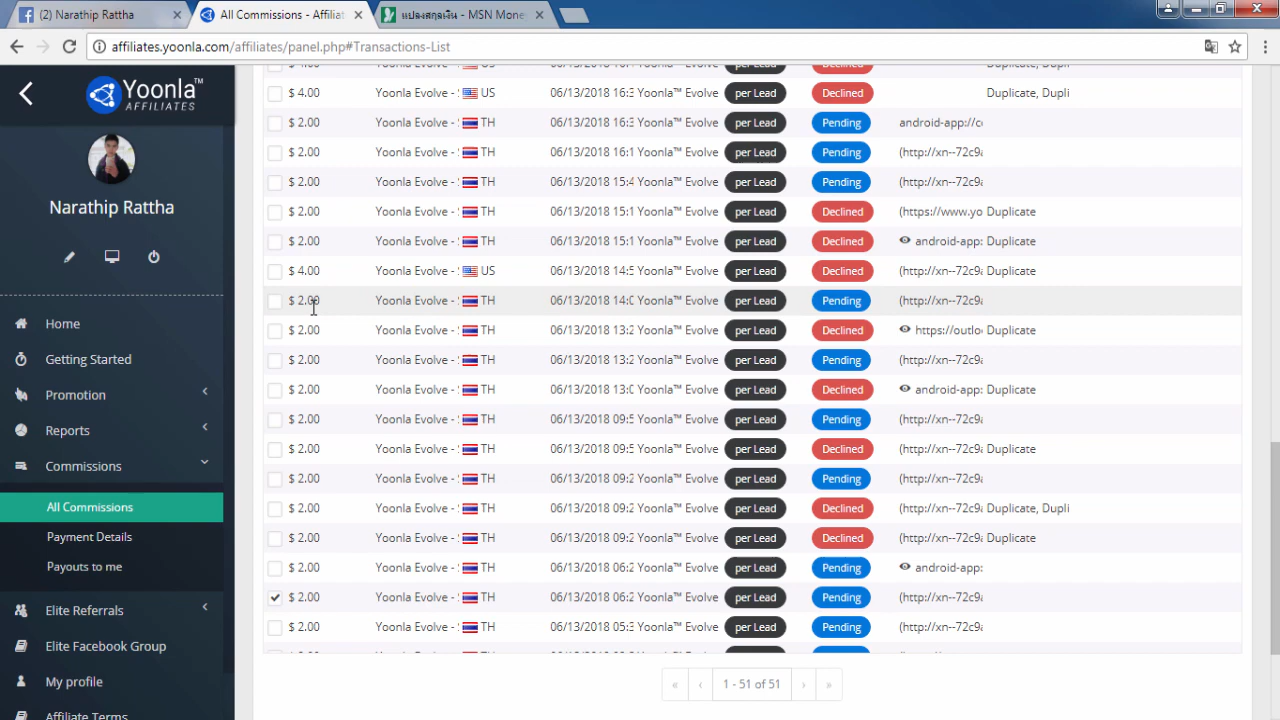 (2) Narathip Rattha
All Commissions - Affiliat
แปลงสกุลเงิน - MSN Mone
affiliates.yoonla.com/affiliates/panel.php#Transactions-List
Yoonla™
AFFILIATES
Narathip Rattha
Home
Getting Started
Promotion
Reports
Commissions
All Commissions
Payment Details
Payouts to me
Elite Referrals
Elite Facebook Group
My profile
Affiliate Terms
$ 4.00 Yoonla Evolve - US 06/13/2018 16:3 Yoonla™ Evolve per Lead Declined Duplicate, Dupli
$ 2.00 Yoonla Evolve - TH 06/13/2018 16:3 Yoonla™ Evolve per Lead Pending android-app://c
$ 2.00 Yoonla Evolve - TH 06/13/2018 16:1 Yoonla™ Evolve per Lead Pending (http://xn--72c9a
$ 2.00 Yoonla Evolve - TH 06/13/2018 15:4 Yoonla™ Evolve per Lead Pending (http://xn--72c9a
$ 2.00 Yoonla Evolve - TH 06/13/2018 15:1 Yoonla™ Evolve per Lead Declined (https://www.yo Duplicate
$ 2.00 Yoonla Evolve - TH 06/13/2018 15:1 Yoonla™ Evolve per Lead Declined android-app: Duplicate
$ 4.00 Yoonla Evolve - US 06/13/2018 14:5 Yoonla™ Evolve per Lead Declined (http://xn--72c9a Duplicate
$ 2.00 Yoonla Evolve - TH 06/13/2018 14:0 Yoonla™ Evolve per Lead Pending (http://xn--72c9a
$ 2.00 Yoonla Evolve - TH 06/13/2018 13:2 Yoonla™ Evolve per Lead Declined https://outlo Duplicate
$ 2.00 Yoonla Evolve - TH 06/13/2018 13:2 Yoonla™ Evolve per Lead Pending (http://xn--72c9a
$ 2.00 Yoonla Evolve - TH 06/13/2018 13:0 Yoonla™ Evolve per Lead Declined android-app: Duplicate
$ 2.00 Yoonla Evolve - TH 06/13/2018 09:5 Yoonla™ Evolve per Lead Pending (http://xn--72c9a
$ 2.00 Yoonla Evolve - TH 06/13/2018 09:2 Yoonla™ Evolve per Lead Declined (http://xn--72c9a Duplicate
$ 2.00 Yoonla Evolve - TH 06/13/2018 09:2 Yoonla™ Evolve per Lead Pending (http://xn--72c9a
$ 2.00 Yoonla Evolve - TH 06/13/2018 09:2 Yoonla™ Evolve per Lead Declined (http://xn--72c9a Duplicate, Dupli
$ 2.00 Yoonla Evolve - TH 06/13/2018 09:2 Yoonla™ Evolve per Lead Declined (http://xn--72c9a Duplicate
$ 2.00 Yoonla Evolve - TH 06/13/2018 06:2 Yoonla™ Evolve per Lead Pending android-app:
$ 2.00 Yoonla Evolve - TH 06/13/2018 06:2 Yoonla™ Evolve per Lead Pending (http://xn--72c9a
$ 2.00 Yoonla Evolve - TH 06/13/2018 05:3 Yoonla™ Evolve per Lead Pending (http://xn--72c9a
« ‹ 1 - 51 of 51 › »